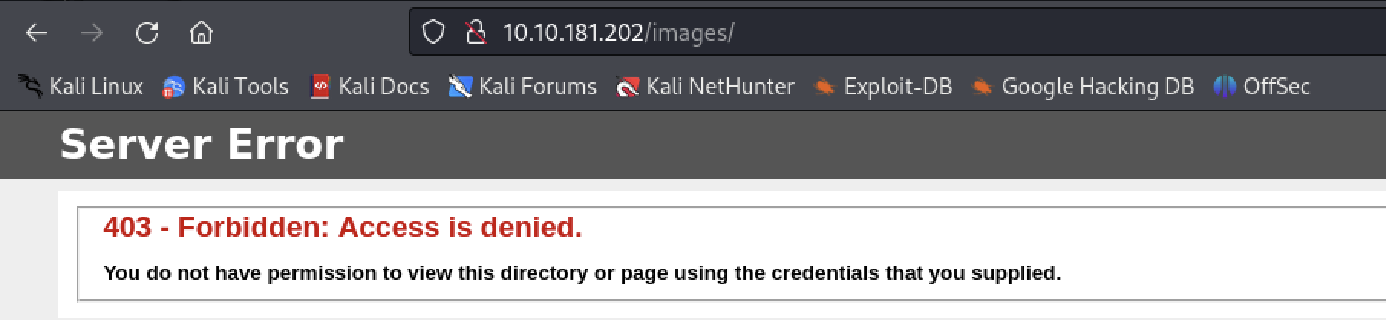 10.10.181.202/images/
Kali Linux Kali Tools Kali Docs Kali Forums Kali NetHunter Exploit-DB Google Hacking DB OffSec
Server Error
403 - Forbidden: Access is denied.
You do not have permission to view this directory or page using the credentials that you supplied.